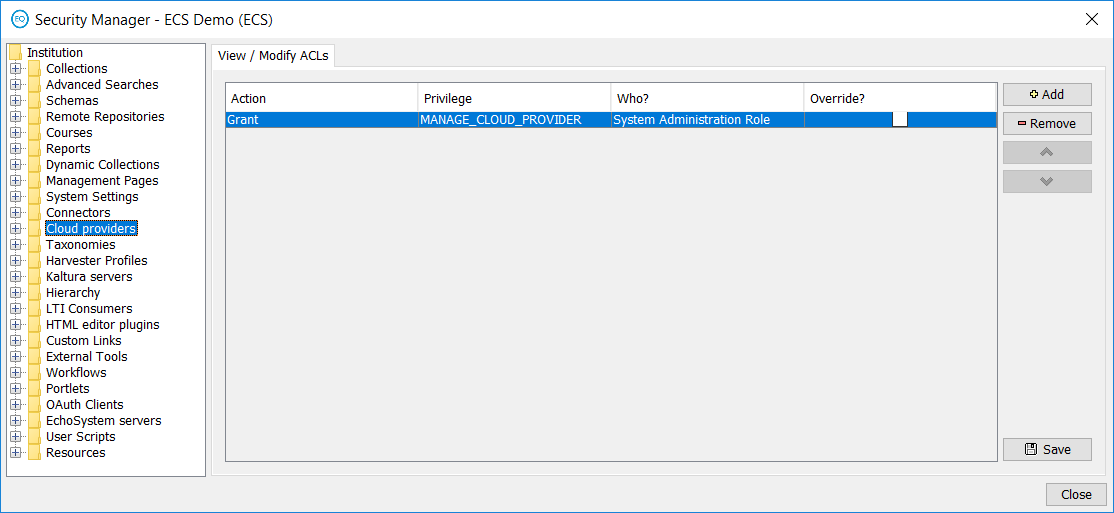 EQ Security Manager - ECS Demo (ECS)
Institution
Collections
Advanced Searches
Schemas
Remote Repositories
Courses
Reports
Dynamic Collections
Management Pages
System Settings
Connectors
Cloud providers
Taxonomies
Harvester Profiles
Kaltura servers
Hierarchy
LTI Consumers
HTML editor plugins
Custom Links
External Tools
Workflows
Portlets
OAuth Clients
EchoSystem servers
User Scripts
Resources
View / Modify ACLs
Action Privilege Who? Override?
Grant MANAGE_CLOUD_PROVIDER System Administration Role
Add
Remove
Save
Close